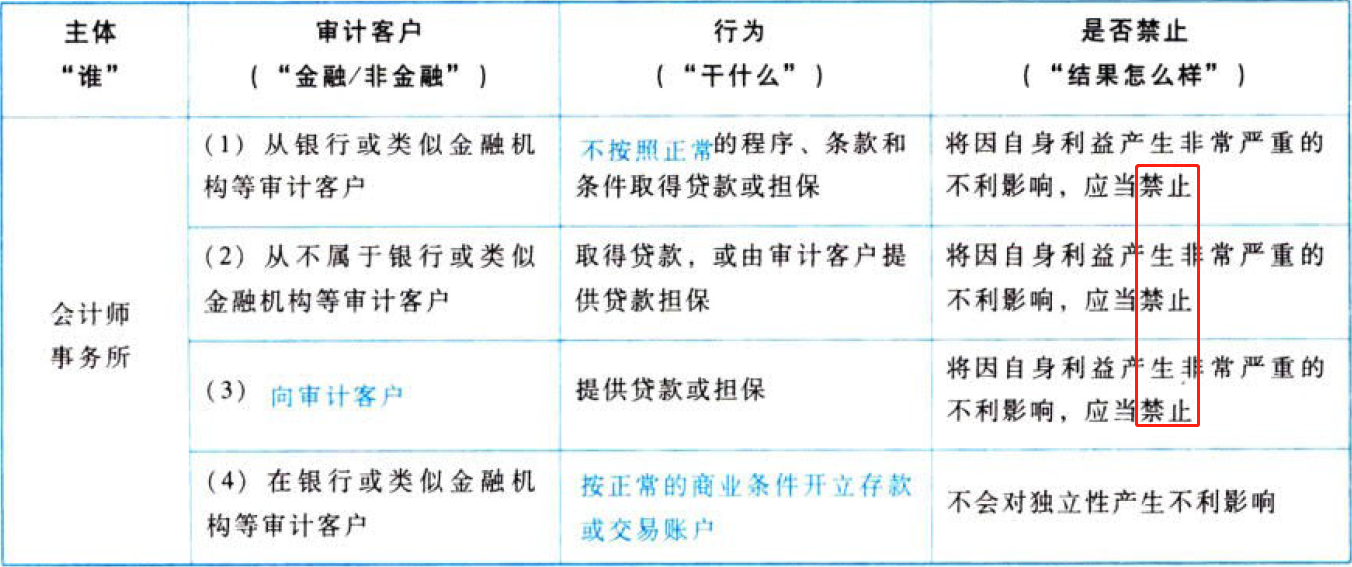 主体
“谁”
审计客户
（“金融/非金融”）
行为
（“干什么”）
是否禁止
（“结果怎么样”）
会计师
事务所
(1) 从银行或类似金融机
构等审计客户
不按照正常的程序、条款和
条件取得贷款或担保
将因自身利益产生非常严重的
不利影响，应当禁止
(2) 从不属于银行或类似
金融机构等审计客户
取得贷款，或由审计客户提
供贷款担保
将因自身利益产生非常严重的
不利影响，应当禁止
(3) 向审计客户
提供贷款或担保
将因自身利益产生非常严重的
不利影响，应当禁止
(4) 在银行或类似金融机
构等审计客户
按正常的商业条件开立存款
或交易账户
不会对独立性产生不利影响